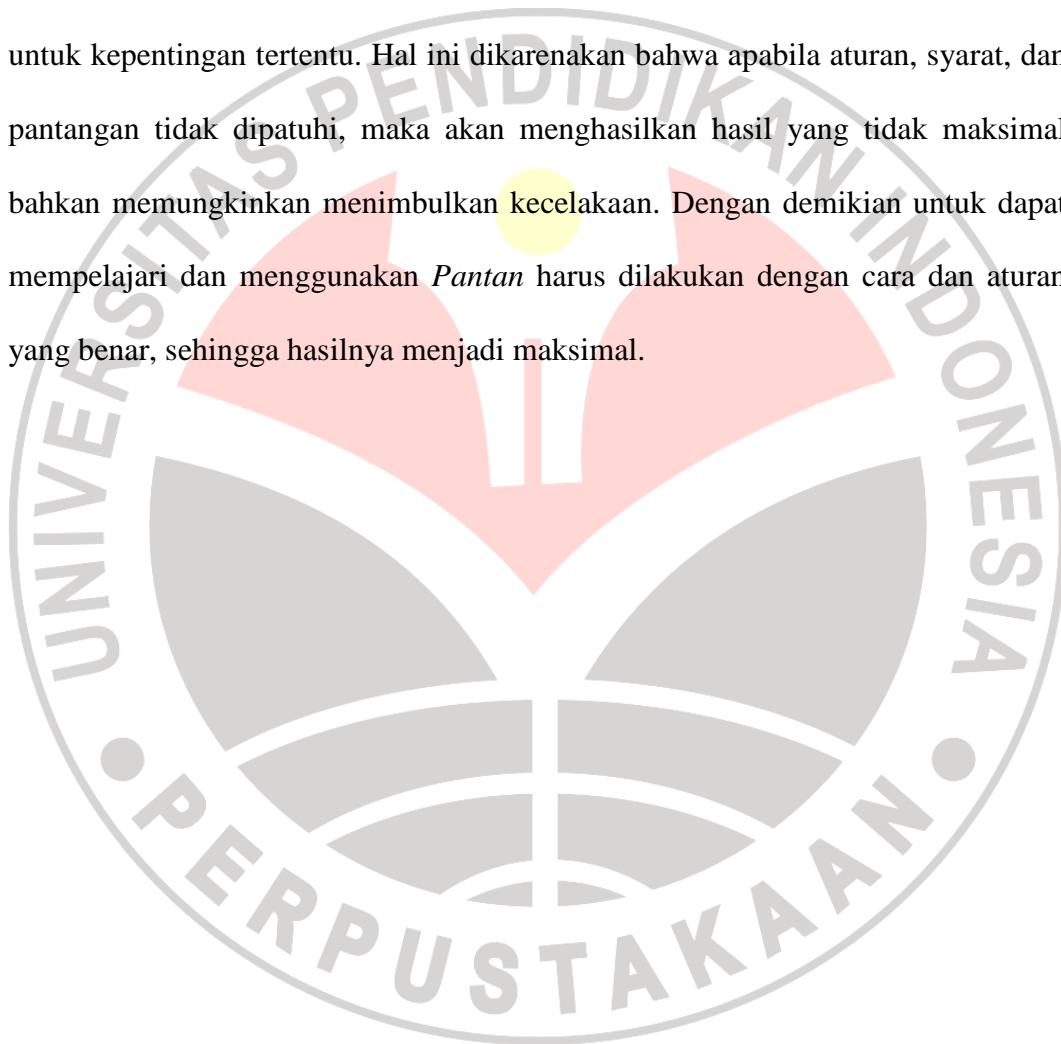 untuk kepentingan tertentu. Hal ini dikarenakan bahwa apabila aturan, syarat, dan
pantangan tidak dipatuhi, maka akan menghasilkan hasil yang tidak maksimal
bahkan memungkinkan menimbulkan kecelakaan. Dengan demikian untuk dapat
mempelajari dan menggunakan Pantan harus dilakukan dengan cara dan aturan
yang benar, sehingga hasilnya menjadi maksimal.
UNIVERSITAS PENDIDIKAN INDONESIA
PERPUSTAKAAN